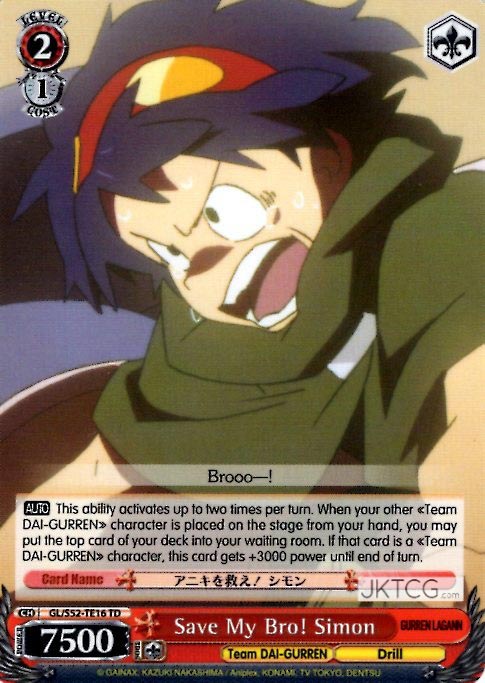 LEVEL
2
1
COST
Brooo—!
AUTO This ability activates up to two times per turn. When your other «Team
DAI-GURREN» character is placed on the stage from your hand, you may
put the top card of your deck into your waiting room. If that card is a «Team
DAI-GURREN» character, this card gets +3000 power until end of turn.
Card Name
アニキを救え! シモン
JKTCG.com
CH GL/S52-TE16 TD
POWER
7500
SOUL
Save My Bro! Simon
GURREN LAGANN
Team DAI-GURREN
Drill
© GAINAX, KAZUKI NAKASHIMA / Aniplex, KONAMI, TV TOKYO, DENTSU